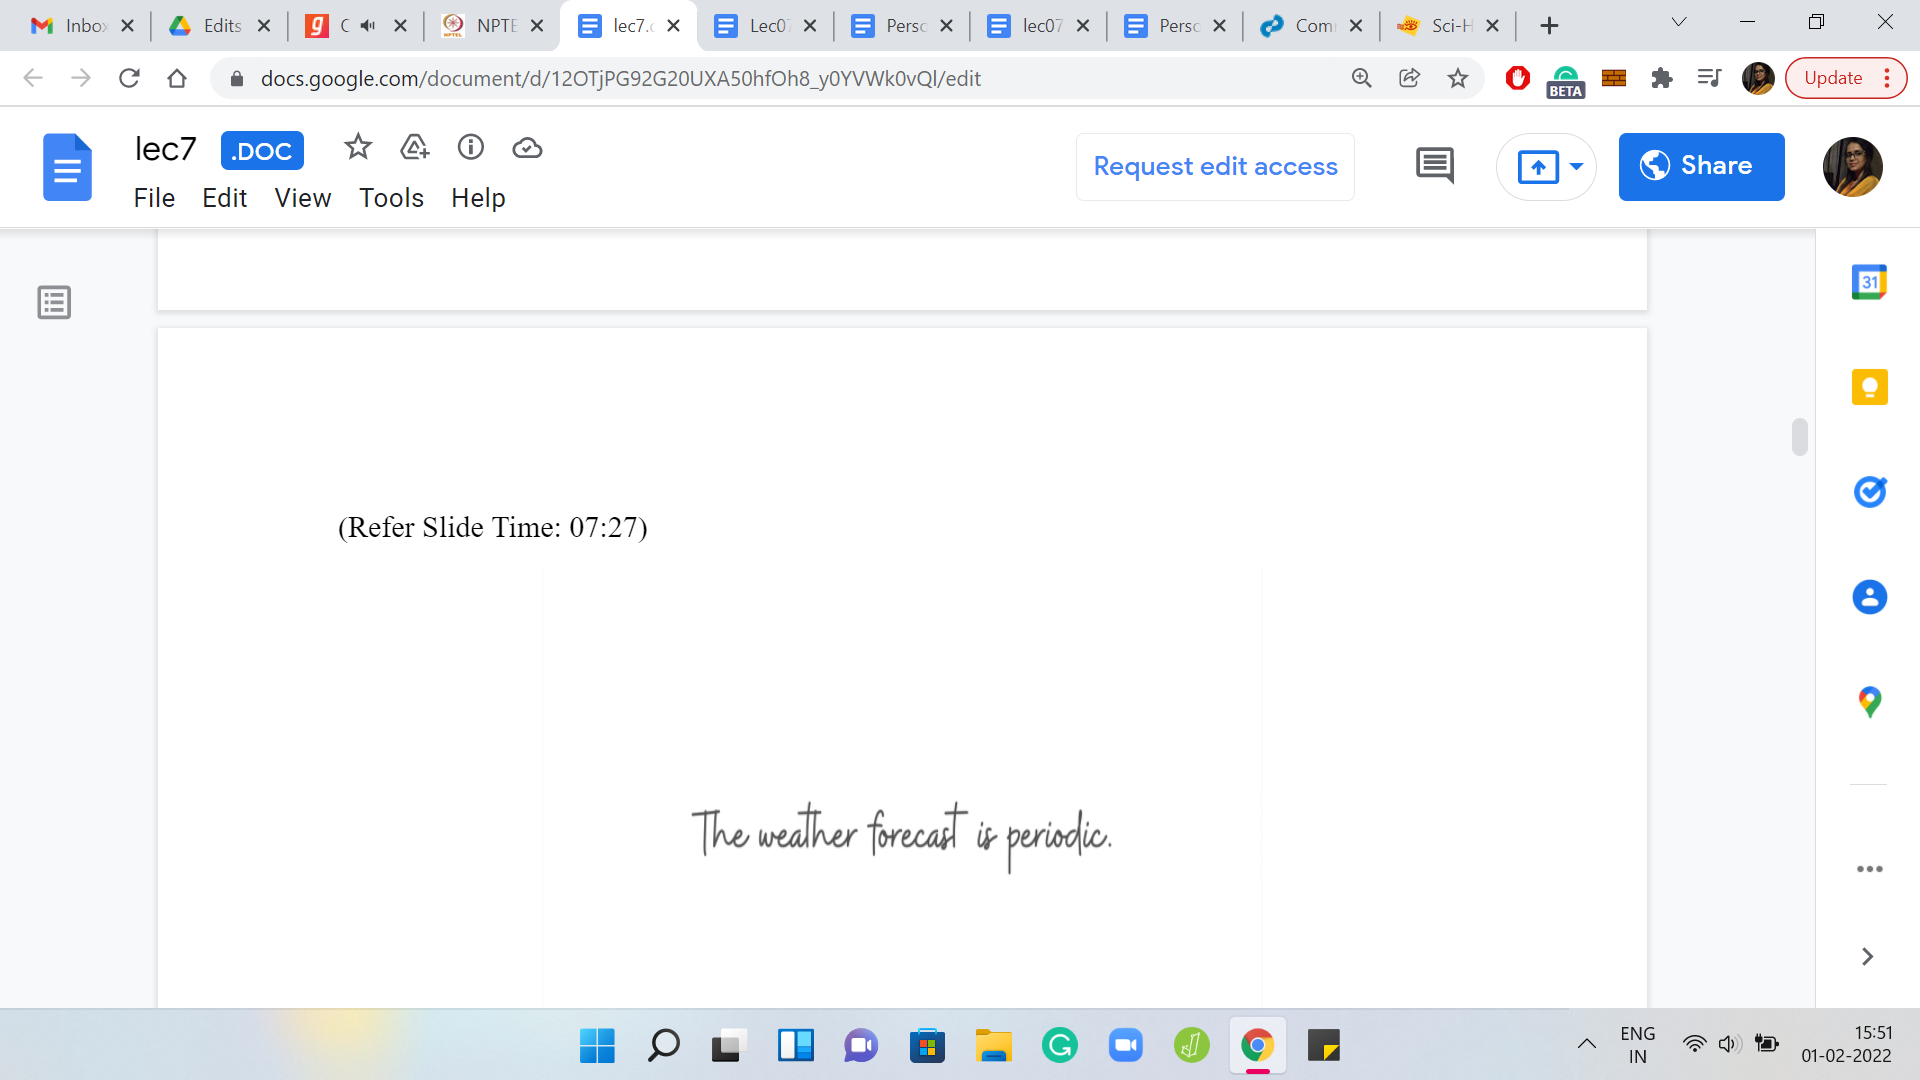 Inbox
Edits
C
NPTE
lec7.d
Lec07
Perso
lec07
Perso
Com
Sci-H
docs.google.com/document/d/12OTjPG92G20UXA50hfOh8_y0YVWk0vQl/edit
BETA
Update
lec7 .DOC
Request edit access
Share
File Edit View Tools Help
31
(Refer Slide Time: 07:27)
The weather forecast is periodic.
ENG
IN
15:51
01-02-2022